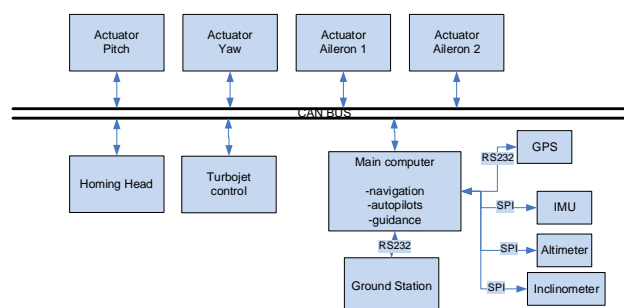 Actuator
Pitch
Actuator
Yaw
Actuator
Aileron 1
Actuator
Aileron 2
CAN BUS
Homing Head
Turbojet
control
Main computer
-navigation
-autopilots
-guidance
RS232
GPS
SPI
IMU
SPI
Altimeter
SPI
Inclinometer
RS232
Ground Station